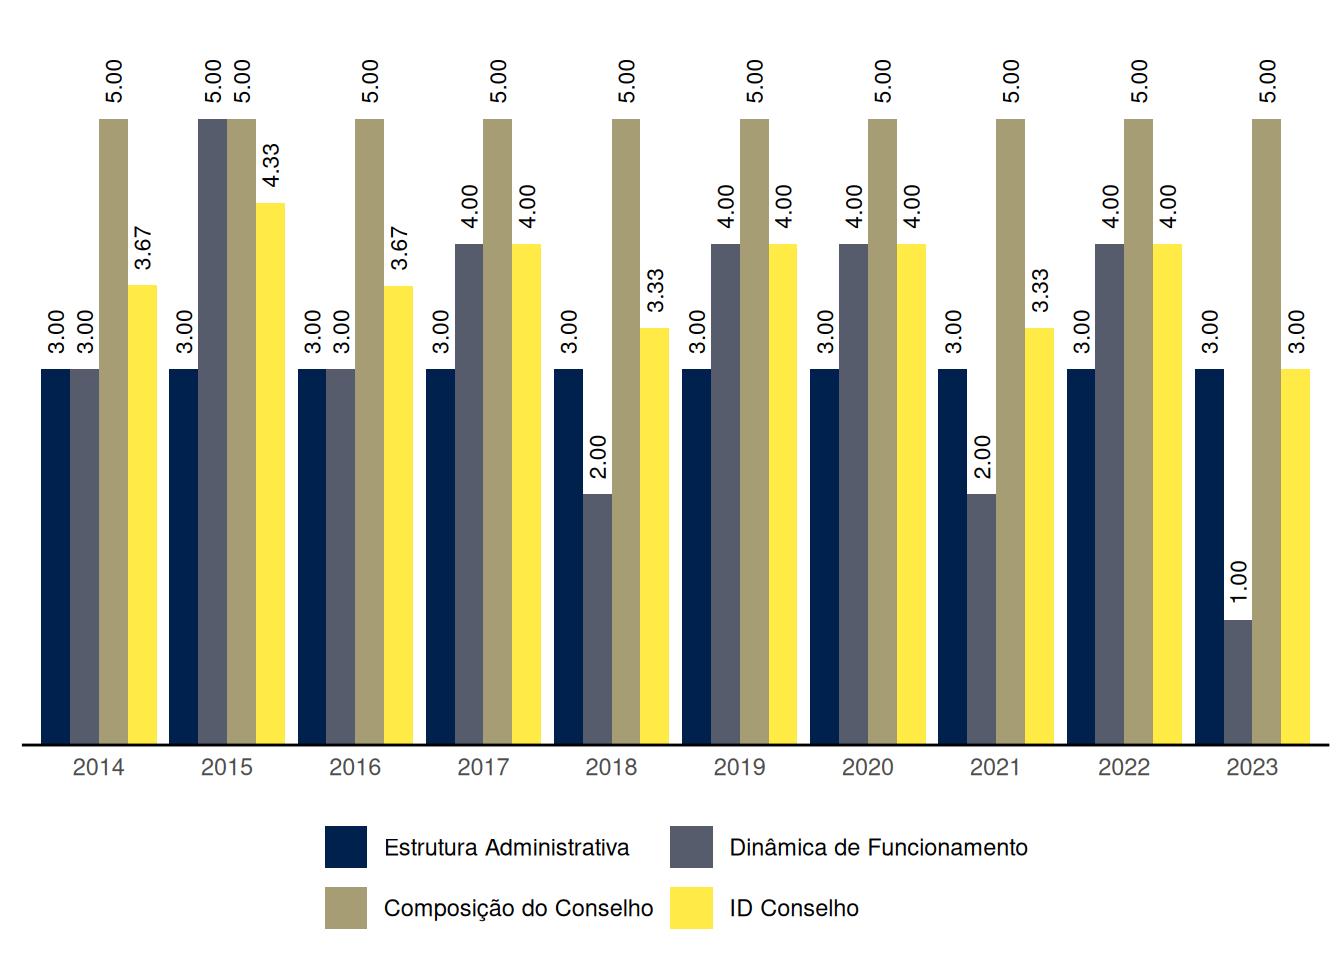 3.00 3.00 5.00 3.67
3.00 5.00 5.00 4.33
3.00 3.00 5.00 3.67
3.00 4.00 5.00 4.00
3.00 2.00 5.00 3.33
3.00 4.00 5.00 4.00
3.00 4.00 5.00 4.00
3.00 2.00 5.00 3.33
3.00 4.00 5.00 4.00
3.00 1.00 5.00 3.00
2014 2015 2016 2017 2018 2019 2020 2021 2022 2023
Estrutura Administrativa Dinâmica de Funcionamento
Composição do Conselho ID Conselho